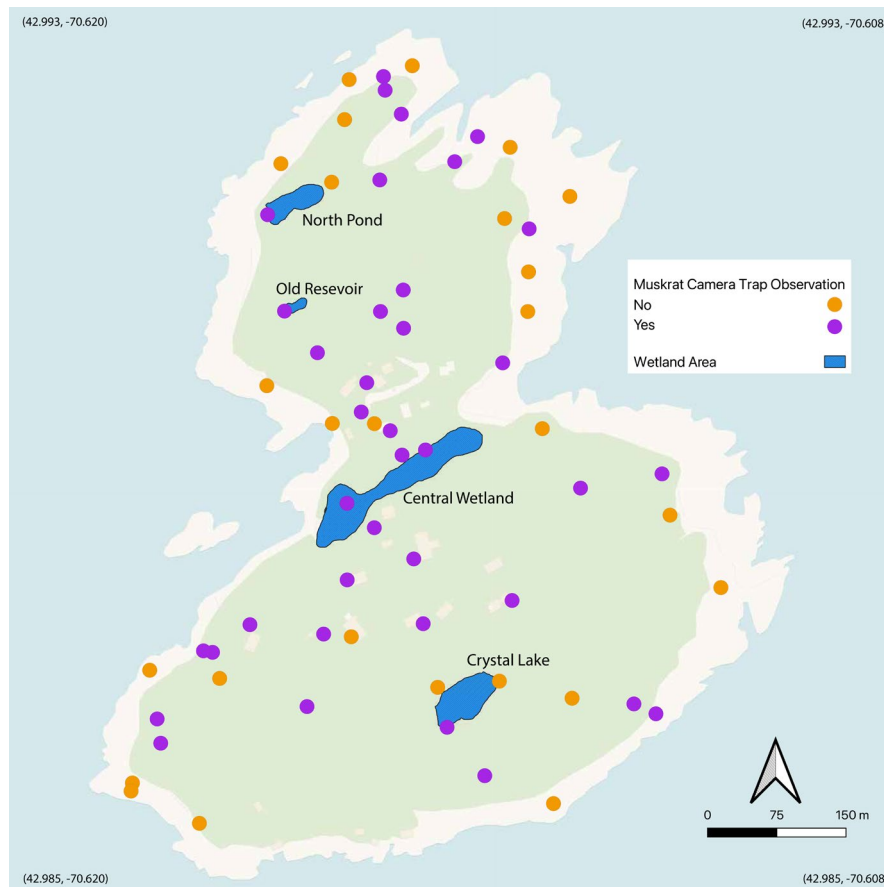 (42.993, -70.620)
(42.993, -70.608
North Pond
Old Resevoir
Muskrat Camera Trap Observation
No
Yes
Wetland Area
Central Wetland
Crystal Lake
0 75 150 m
(42.985, -70.620)
(42.985, -70.608